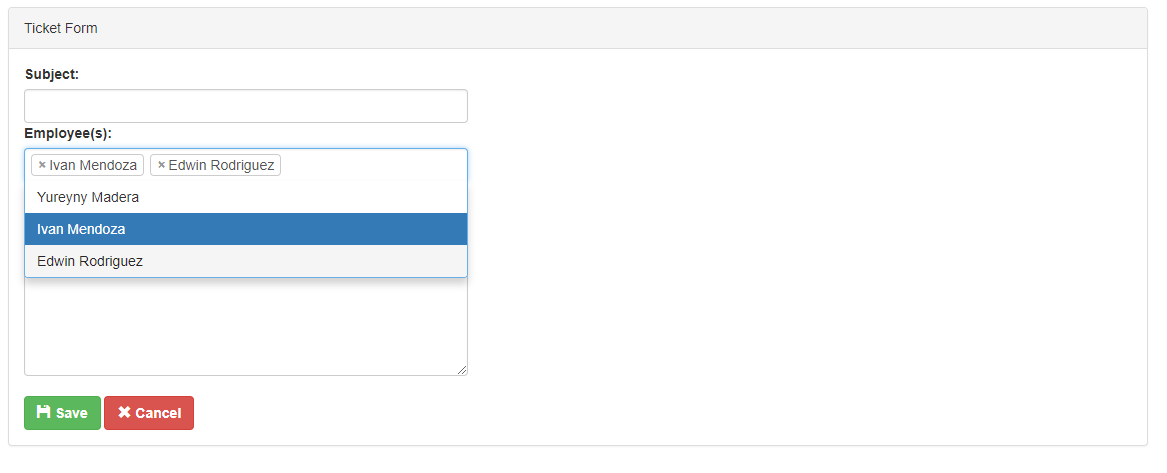 Ticket Form
Subject:
Employee(s):
× Ivan Mendoza × Edwin Rodriguez
Yureyny Madera
Ivan Mendoza
Edwin Rodriguez
Save Cancel